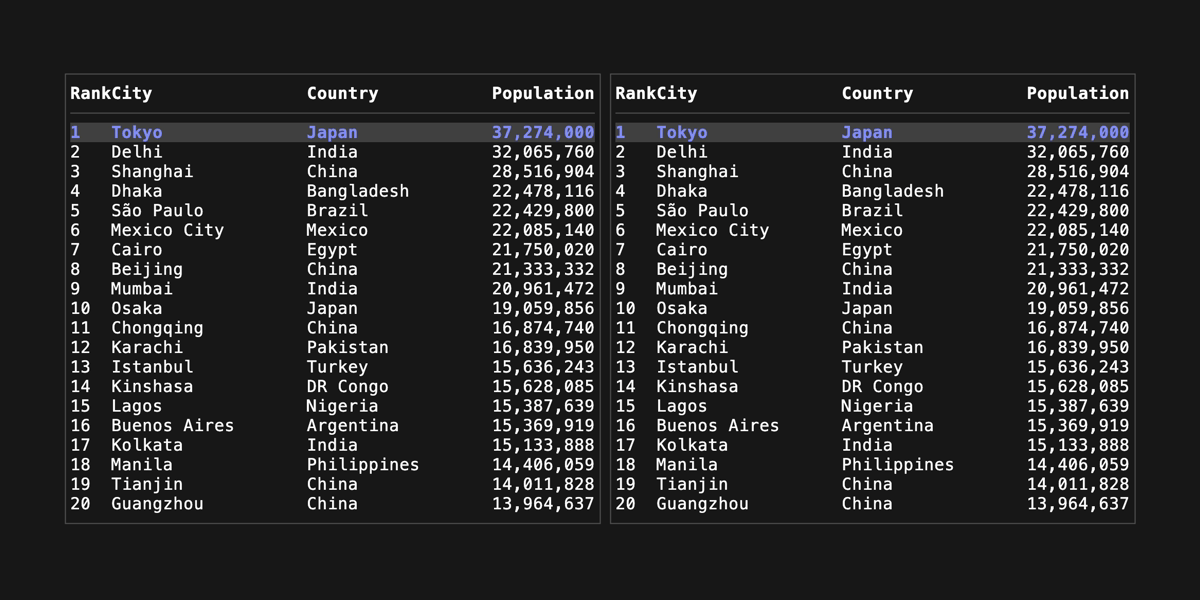 RankCity Country Population
1 Tokyo Japan 37,274,000
2 Delhi India 32,065,760
3 Shanghai China 28,516,904
4 Dhaka Bangladesh 22,478,116
5 São Paulo Brazil 22,429,800
6 Mexico City Mexico 22,085,140
7 Cairo Egypt 21,750,020
8 Beijing China 21,333,332
9 Mumbai India 20,961,472
10 Osaka Japan 19,059,856
11 Chongqing China 16,874,740
12 Karachi Pakistan 16,839,950
13 Istanbul Turkey 15,636,243
14 Kinshasa DR Congo 15,628,085
15 Lagos Nigeria 15,387,639
16 Buenos Aires Argentina 15,369,919
17 Kolkata India 15,133,888
18 Manila Philippines 14,406,059
19 Tianjin China 14,011,828
20 Guangzhou China 13,964,637
RankCity Country Population
1 Tokyo Japan 37,274,000
2 Delhi India 32,065,760
3 Shanghai China 28,516,904
4 Dhaka Bangladesh 22,478,116
5 São Paulo Brazil 22,429,800
6 Mexico City Mexico 22,085,140
7 Cairo Egypt 21,750,020
8 Beijing China 21,333,332
9 Mumbai India 20,961,472
10 Osaka Japan 19,059,856
11 Chongqing China 16,874,740
12 Karachi Pakistan 16,839,950
13 Istanbul Turkey 15,636,243
14 Kinshasa DR Congo 15,628,085
15 Lagos Nigeria 15,387,639
16 Buenos Aires Argentina 15,369,919
17 Kolkata India 15,133,888
18 Manila Philippines 14,406,059
19 Tianjin China 14,011,828
20 Guangzhou China 13,964,637